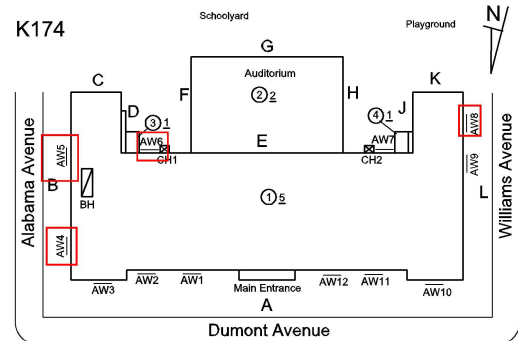 K174
Schoolyard
Playground
N
G
C
K
Auditorium
F
② 2
H
D
③ 1
④ 1
J
AW8
AW6
E
AW7
CH1
CH2
AW5
AW9
B
BH
L
Alabama Avenue
Williams Avenue
① 5
AW4
AW3
AW2
AW1
Main Entrance
AW12
AW11
AW10
A
Dumont Avenue